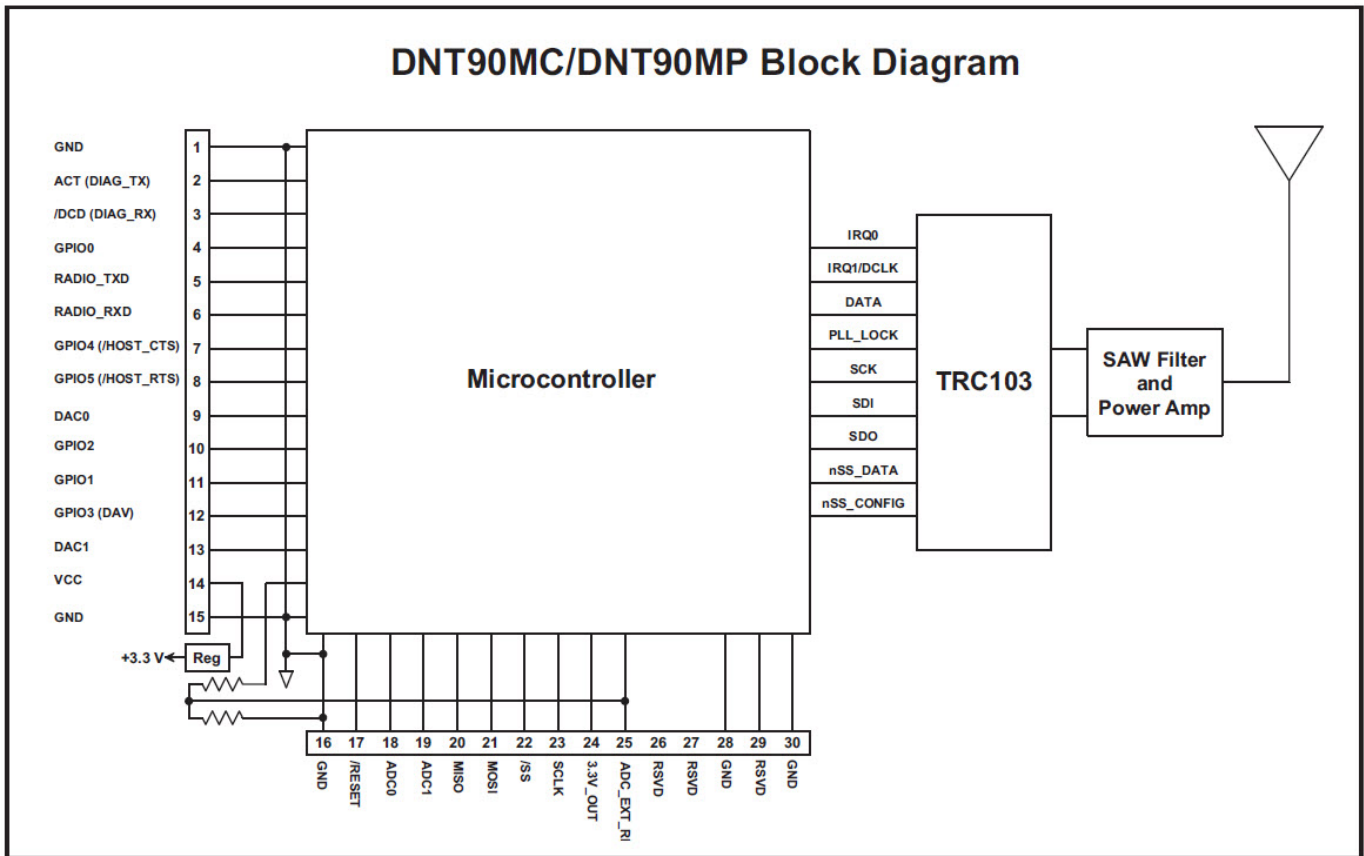 DNT90MC/DNT90MP Block Diagram
GND 1
ACT (DIAG_TX) 2
/DCD (DIAG_RX) 3
GPIO0 4
RADIO_TXD 5
RADIO_RXD 6
GPIO4 (/HOST_CTS) 7
GPIO5 (/HOST_RTS) 8
DAC0 9
GPIO2 10
GPIO1 11
GPIO3 (DAV) 12
DAC1 13
VCC 14
GND 15
+3.3 V
Reg
Microcontroller
IRQ0
IRQ1/DCLK
DATA
PLL_LOCK
SCK
SDI
SDO
nSS_DATA
nSS_CONFIG
TRC103
SAW Filter
and
Power Amp
16 17 18 19 20 21 22 23 24 25 26 27 28 29 30
GND
/RESET
ADC0
ADC1
MISO
MOSI
/SS
SCLK
3.3V_OUT
ADC_EXT_RI
RSVD
RSVD
GND
RSVD
GND